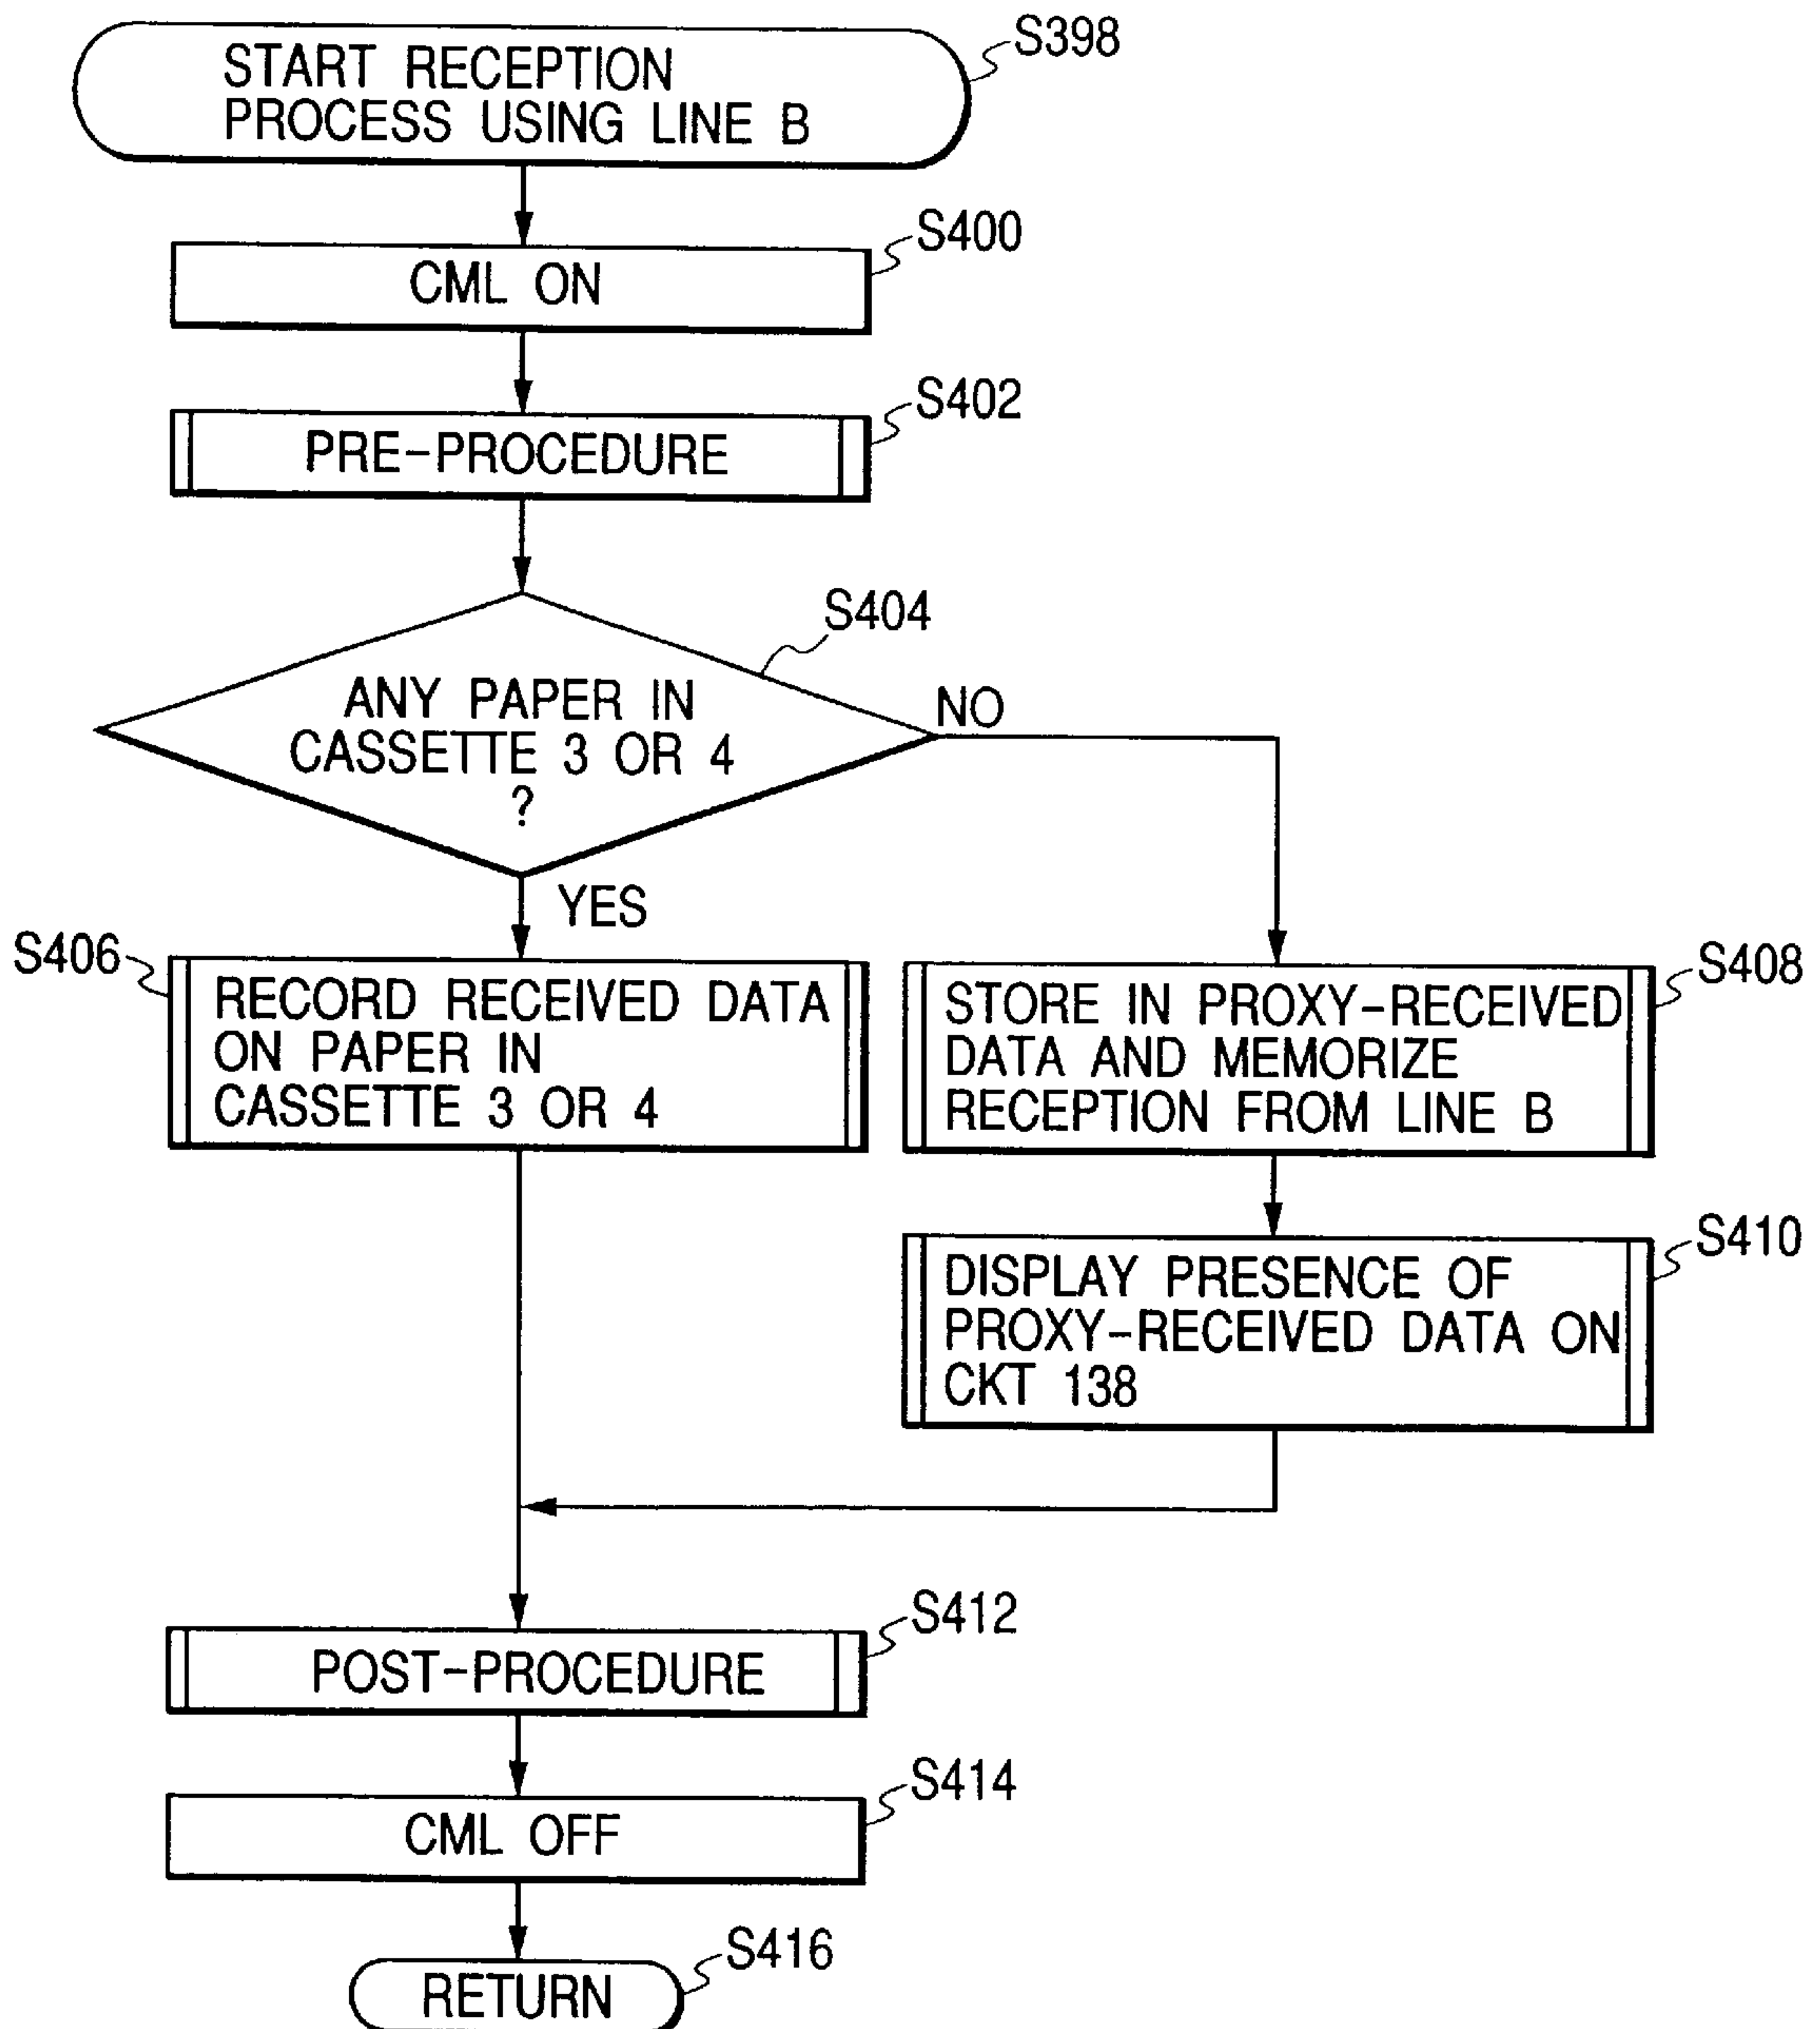 START RECEPTION
PROCESS USING LINE B
S398
CML ON
S400
PRE-PROCEDURE
S402
S404
ANY PAPER IN
CASSETTE 3 OR 4
?
NO
YES
S406
RECORD RECEIVED DATA
ON PAPER IN
CASSETTE 3 OR 4
STORE IN PROXY-RECEIVED
DATA AND MEMORIZE
RECEPTION FROM LINE B
S408
DISPLAY PRESENCE OF
PROXY-RECEIVED DATA ON
CKT 138
S410
POST-PROCEDURE
S412
CML OFF
S414
RETURN
S416